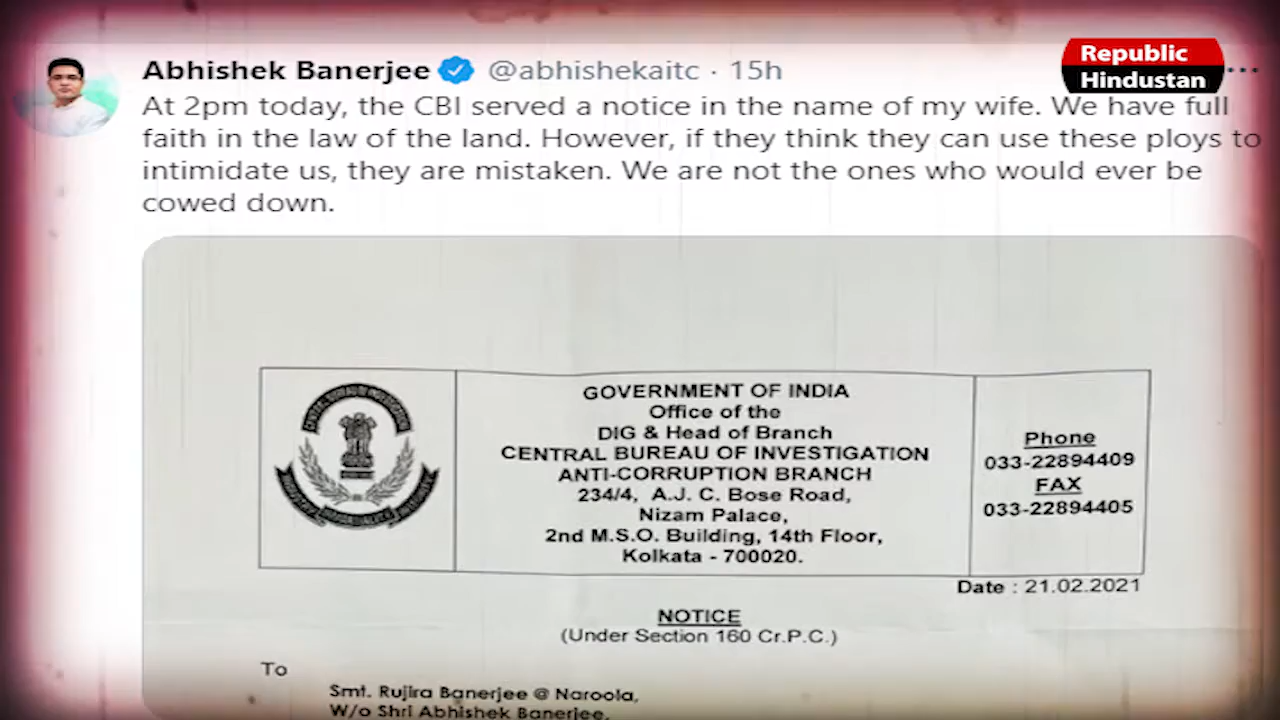 Republic
Hindustan
Abhishek Banerjee @abhishekaitc · 15h
At 2pm today, the CBI served a notice in the name of my wife. We have full
faith in the law of the land. However, if they think they can use these ploys to
intimidate us, they are mistaken. We are not the ones who would ever be
cowed down.
GOVERNMENT OF INDIA
Office of the
DIG & Head of Branch
CENTRAL BUREAU OF INVESTIGATION
ANTI-CORRUPTION BRANCH
234/4, A.J. C. Bose Road,
Nizam Palace,
2nd M.S.O. Building, 14th Floor,
Kolkata - 700020.
Phone
033-22894409
FAX
033-22894405
Date : 21.02.2021
NOTICE
(Under Section 160 Cr.P.C.)
To
Smt. Rujira Banerjee @ Naroola,
W/o Shri Abhishek Banerjee,